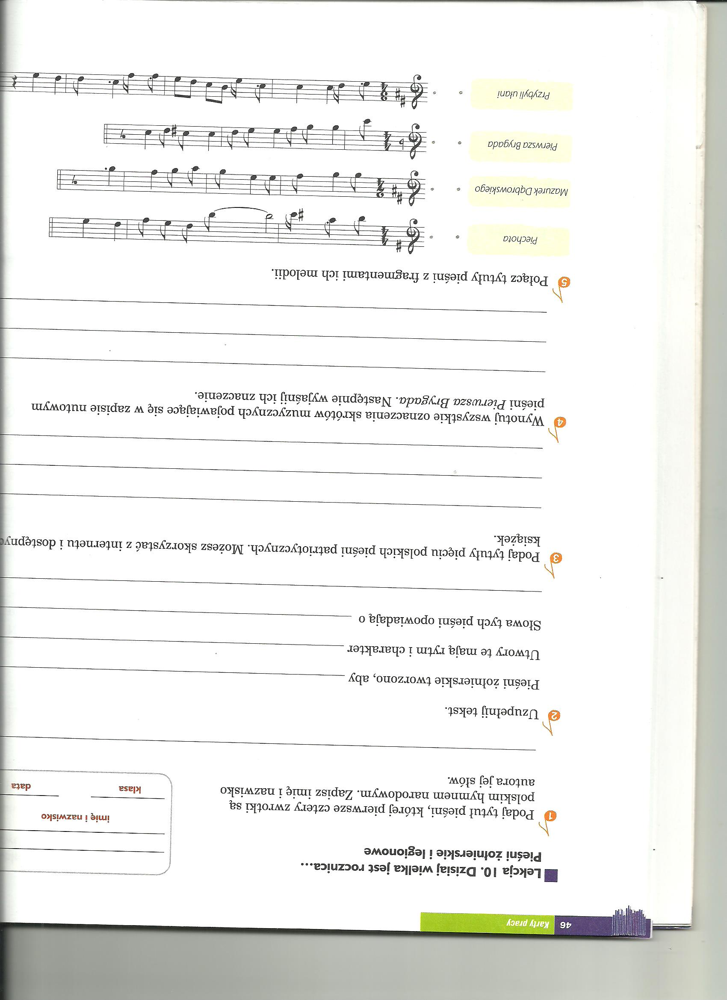 46 Karty pracy
Lekcja 10. Dzisiaj wielka jest rocznica...
Pieśni żołnierskie i legionowe
imię i nazwisko
klasa data
1 Podaj tytuł pieśni, której pierwsze cztery zwrotki są
polskim hymnem narodowym. Zapisz imię i nazwisko
autora jej słów.
2 Uzupełnij tekst.
Pieśni żołnierskie tworzono, aby
Utwory te mają rytm i charakter
Słowa tych pieśni opowiadają o
3 Podaj tytuły pięciu polskich pieśni patriotycznych. Możesz skorzystać z internetu i
książek.
4 Wynotuj wszystkie oznaczenia skrótów muzycznych pojawiające się w zapisie nutowym
pieśni Pierwsza Brygada. Następnie wyjaśnij ich znaczenie.
5 Połącz tytuły pieśni z fragmentami ich melodii.
Piechota
Mazurek Dąbrowskiego
Pierwsza Brygada
Przybyli ułani